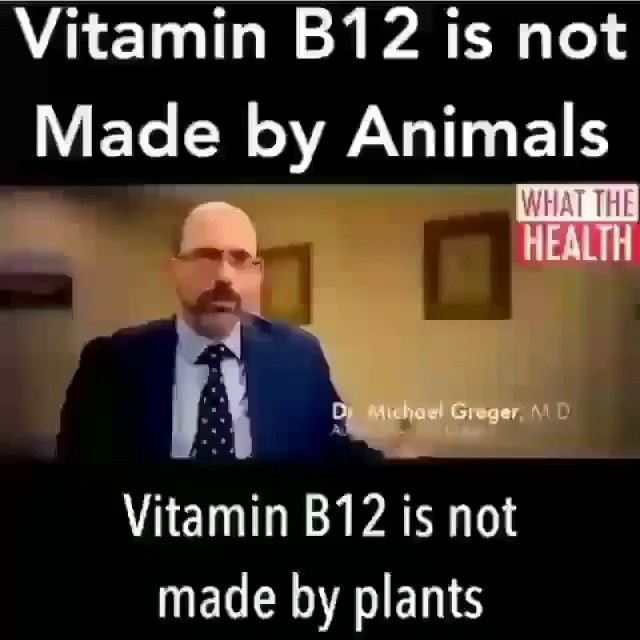 Vitamin B12 is not
Made by Animals
WHAT THE
HEALTH
Dr. Michael Greger, M.D
Vitamin B12 is not
made by plants